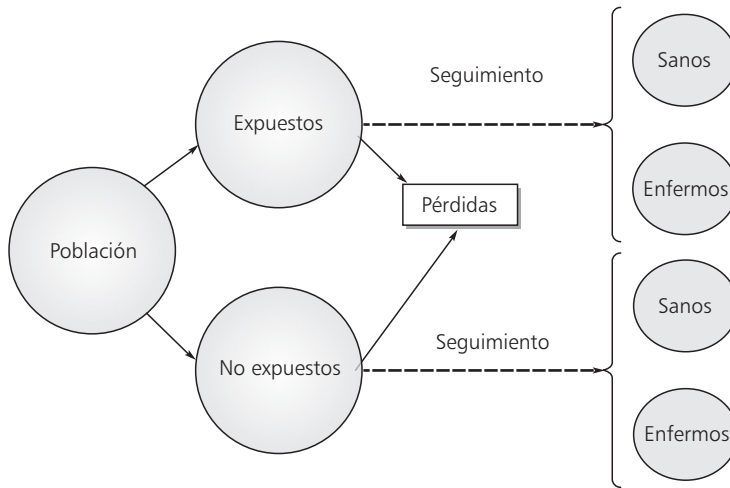 Población
Expuestos
No expuestos
Pérdidas
Seguimiento
Seguimiento
Sanos
Enfermos
Sanos
Enfermos